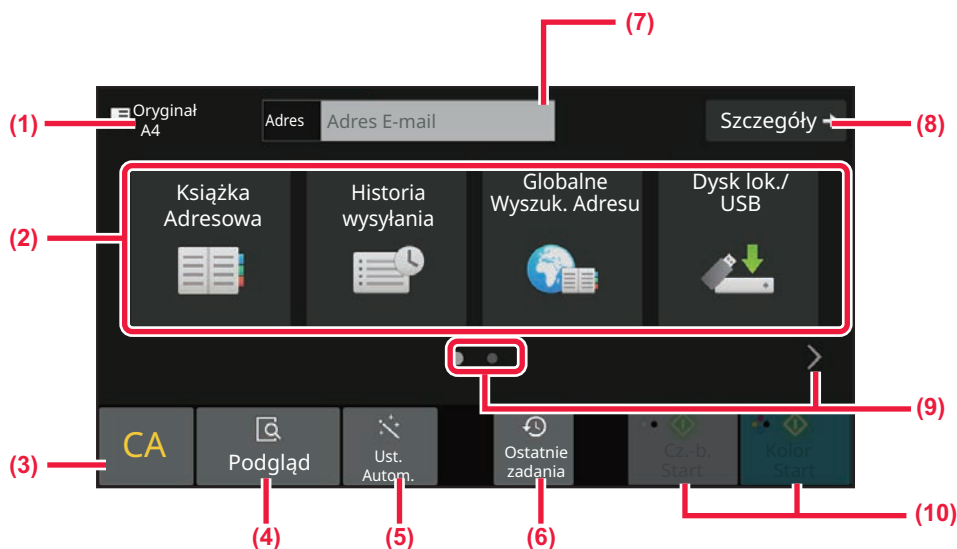 (7)
Oryginał
A4
Adres
Adres E-mail
Szczegóły
(1)
(8)
Książka
Adresowa
Historia
wysyłania
Globalne
Wyszuk. Adresu
Dysk lok./
USB
(2)
(9)
CA
Podgląd
Ust.
Autom.
Ostatnie
zadania
Cz.-b.
Start
Kolor
Start
(3)
(10)
(4)
(5)
(6)